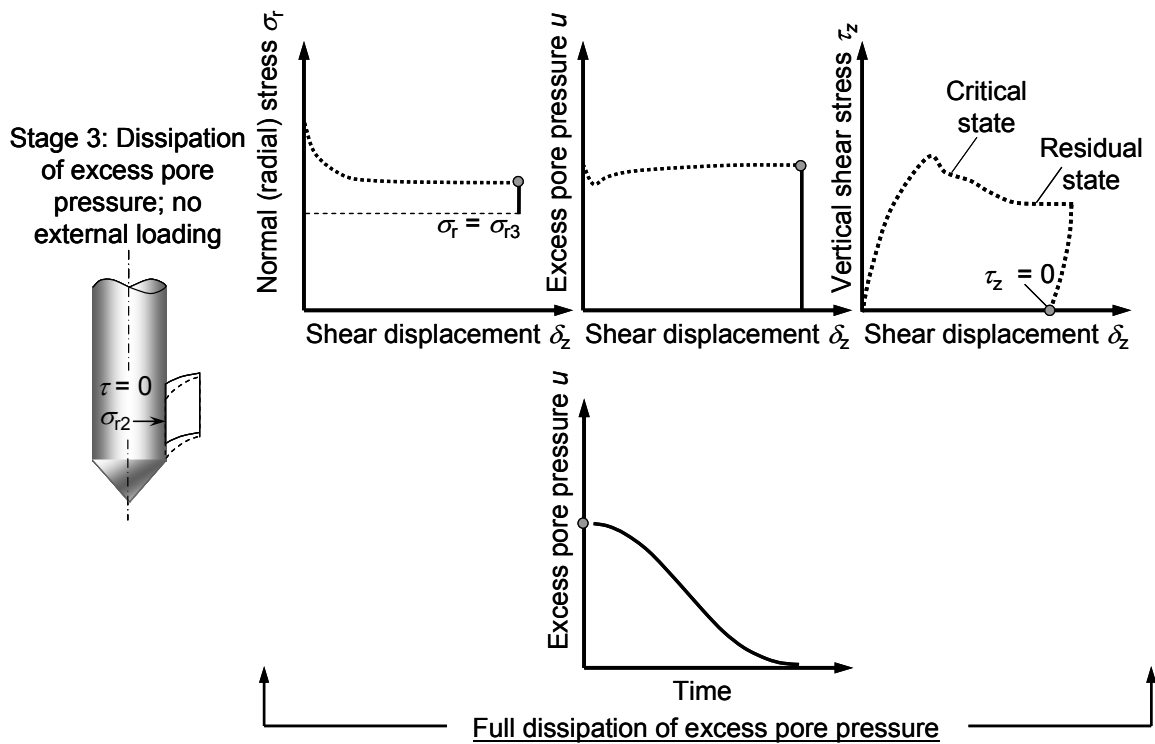 Stage 3: Dissipation
of excess pore
pressure; no
external loading
τ = 0
σr2
Normal (radial) stress σr
σr = σr3
Shear displacement δz
Excess pore pressure u
Shear displacement δz
Vertical shear stress τz
Critical
state
Residual
state
τz = 0
Shear displacement δz
Excess pore pressure u
Time
Full dissipation of excess pore pressure